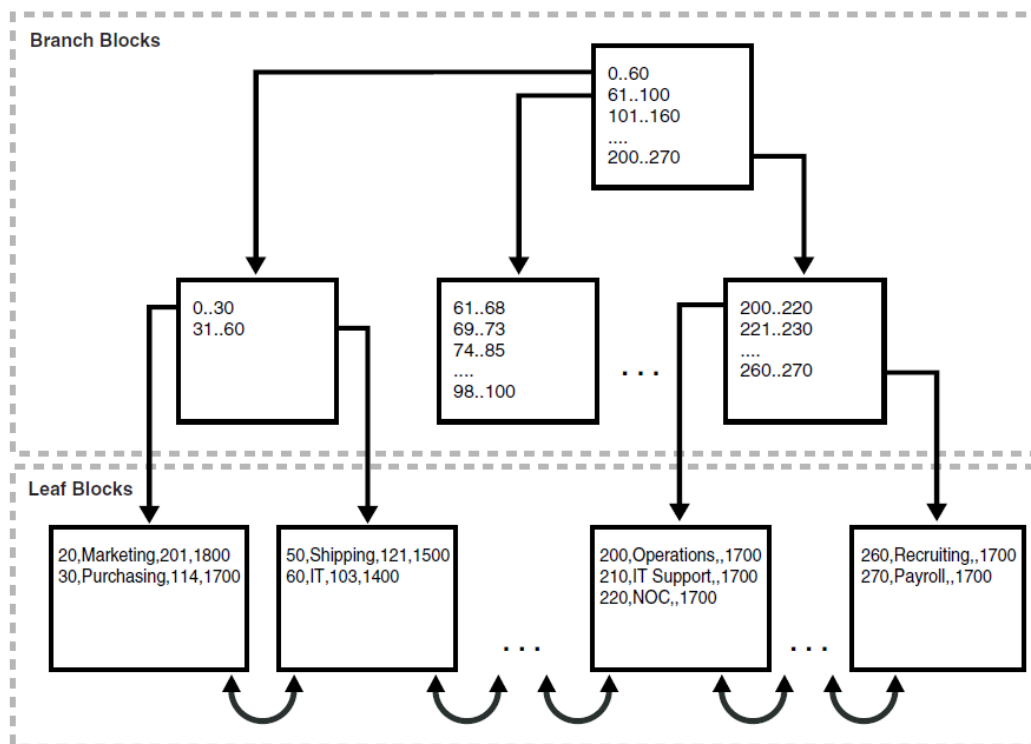 Branch Blocks
0..60
61..100
101..160
....
200..270
0..30
31..60
61..68
69..73
74..85
....
98..100
. . .
200..220
221..230
....
260..270
Leaf Blocks
20,Marketing,201,1800
30,Purchasing,114,1700
50,Shipping,121,1500
60,IT,103,1400
. . .
200,Operations,,1700
210,IT Support,,1700
220,NOC,,1700
. . .
260,Recruiting,,1700
270,Payroll,,1700